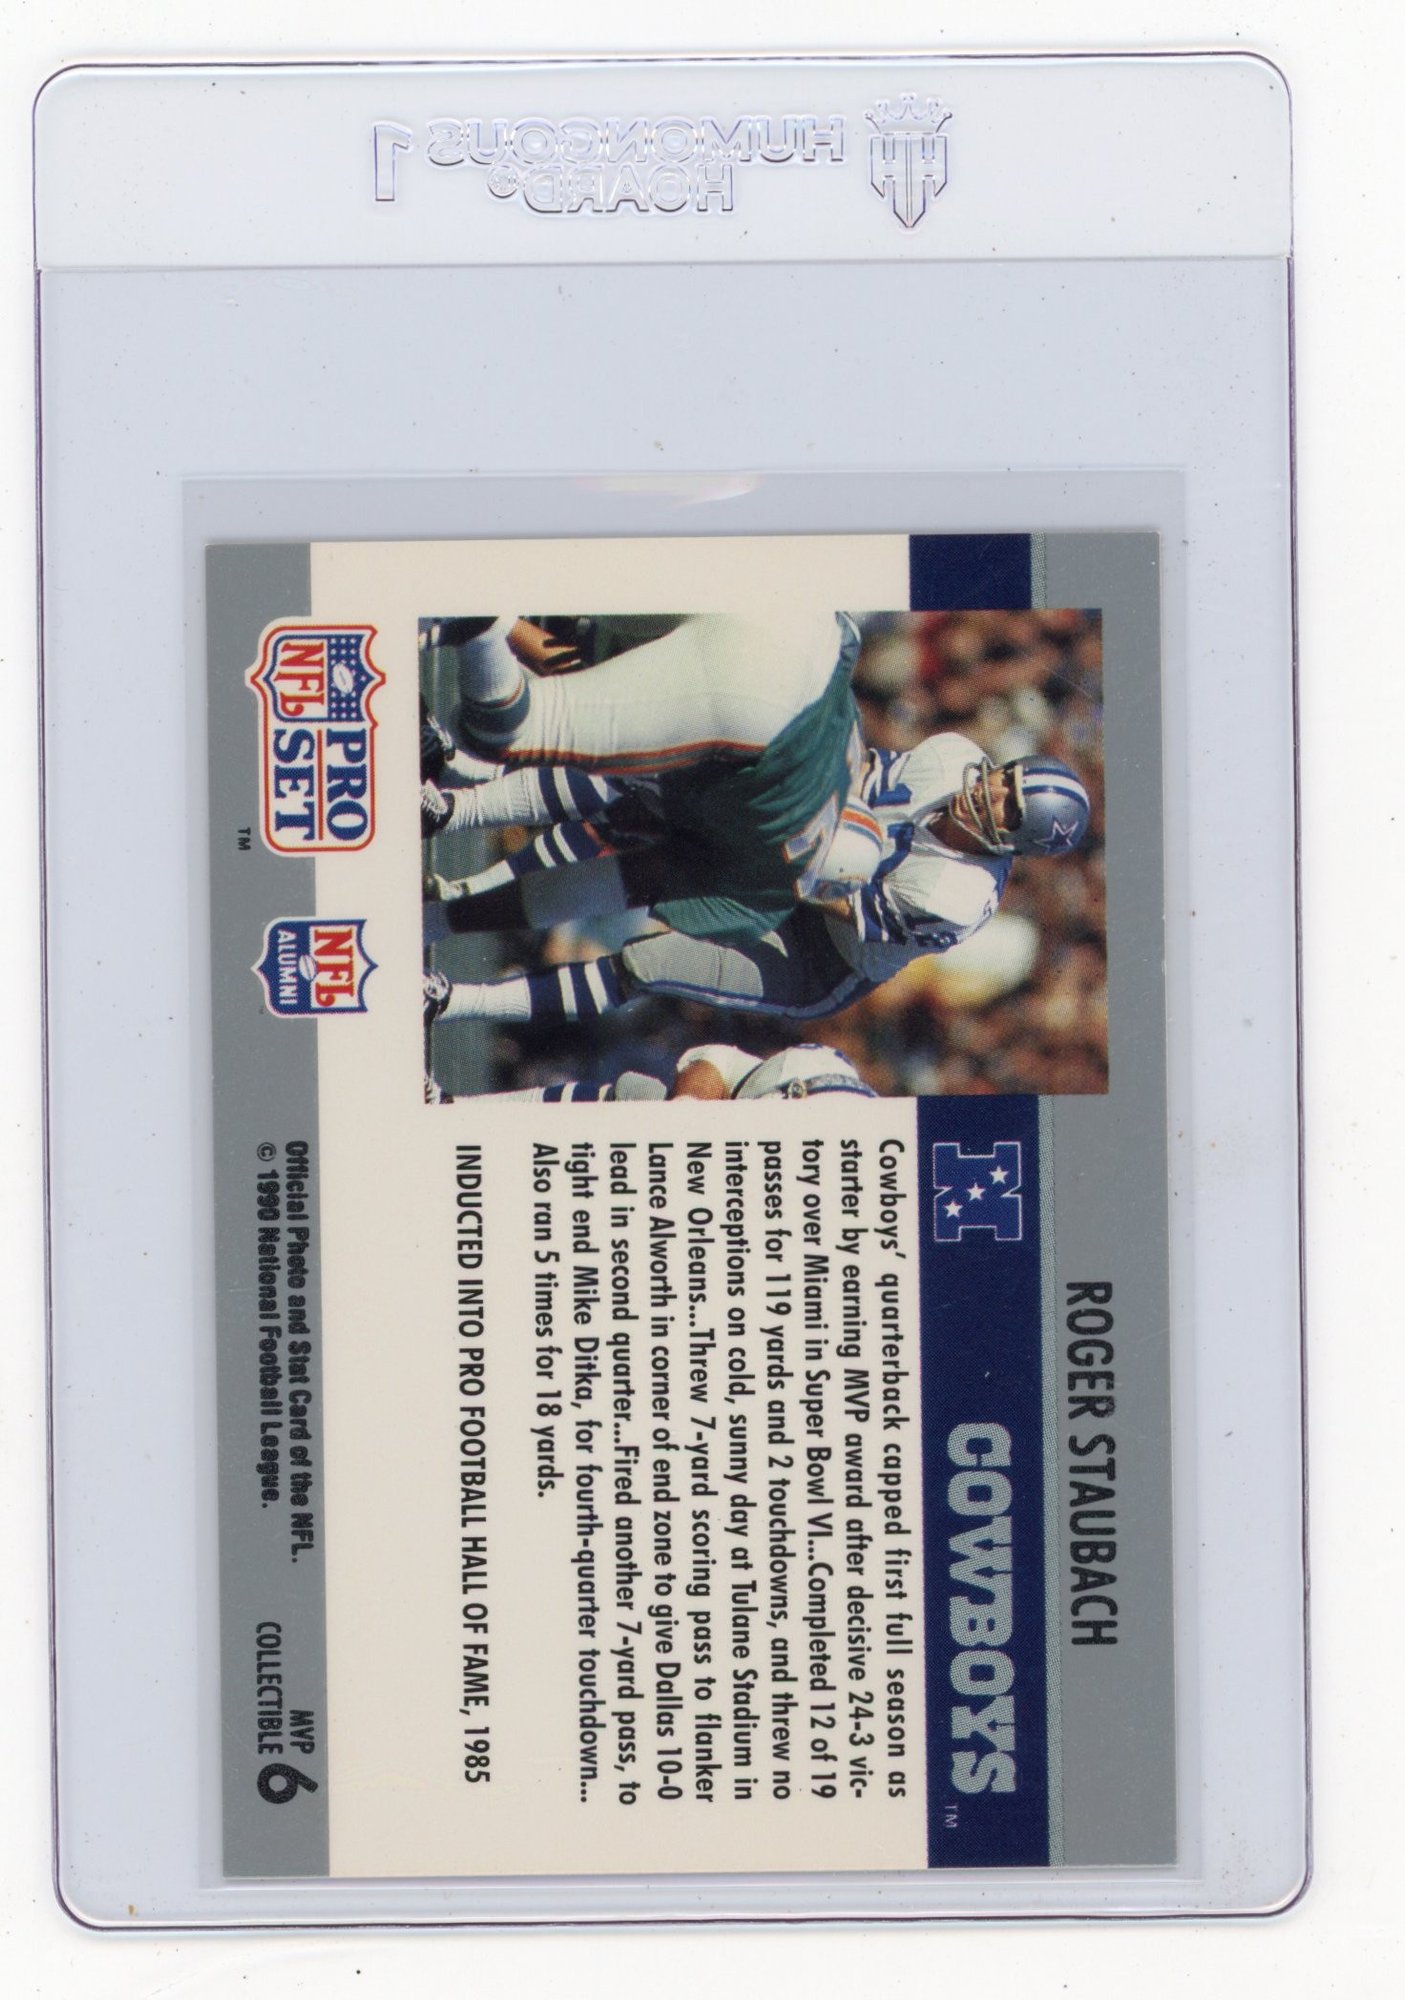 HUMONGOUS 1
HOARD®
ROGER STAUBACH
N COWBOYS™
Cowboys’ quarterback capped first full season as
starter by earning MVP award after decisive 24-3 vic-
tory over Miami in Super Bowl VI...Completed 12 of 19
passes for 119 yards and 2 touchdowns, and threw no
interceptions on cold, sunny day at Tulane Stadium in
New Orleans...Threw 7-yard scoring pass to flanker
Lance Alworth in corner of end zone to give Dallas 10-0
lead in second quarter...Fired another 7-yard pass, to
tight end Mike Ditka, for fourth-quarter touchdown...
Also ran 5 times for 18 yards.
INDUCTED INTO PRO FOOTBALL HALL OF FAME, 1985
NFL
PRO
SET
™
NFL
ALUMNI
Official Photo and Stat Card of the NFL.
© 1990 National Football League.
MVP
COLLECTIBLE 6